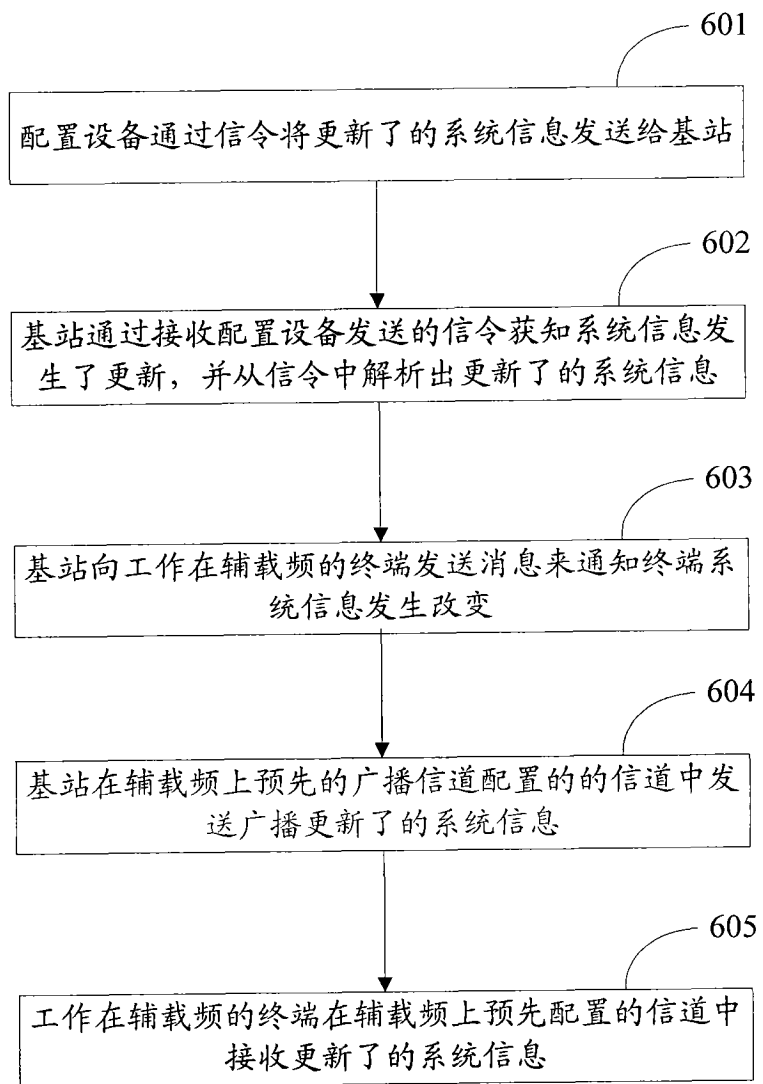 601
配置设备通过信令将更新了的系统信息发送给基站
602
基站通过接收配置设备发送的信令获知系统信息发
生了更新，并从信令中解析出更新了的系统信息
603
基站向工作在辅载频的终端发送消息来通知终端系
统信息发生改变
604
基站在辅载频上预先的广播信道配置的的信道中发
送广播更新了的系统信息
605
工作在辅载频的终端在辅载频上预先配置的信道中
接收更新了的系统信息